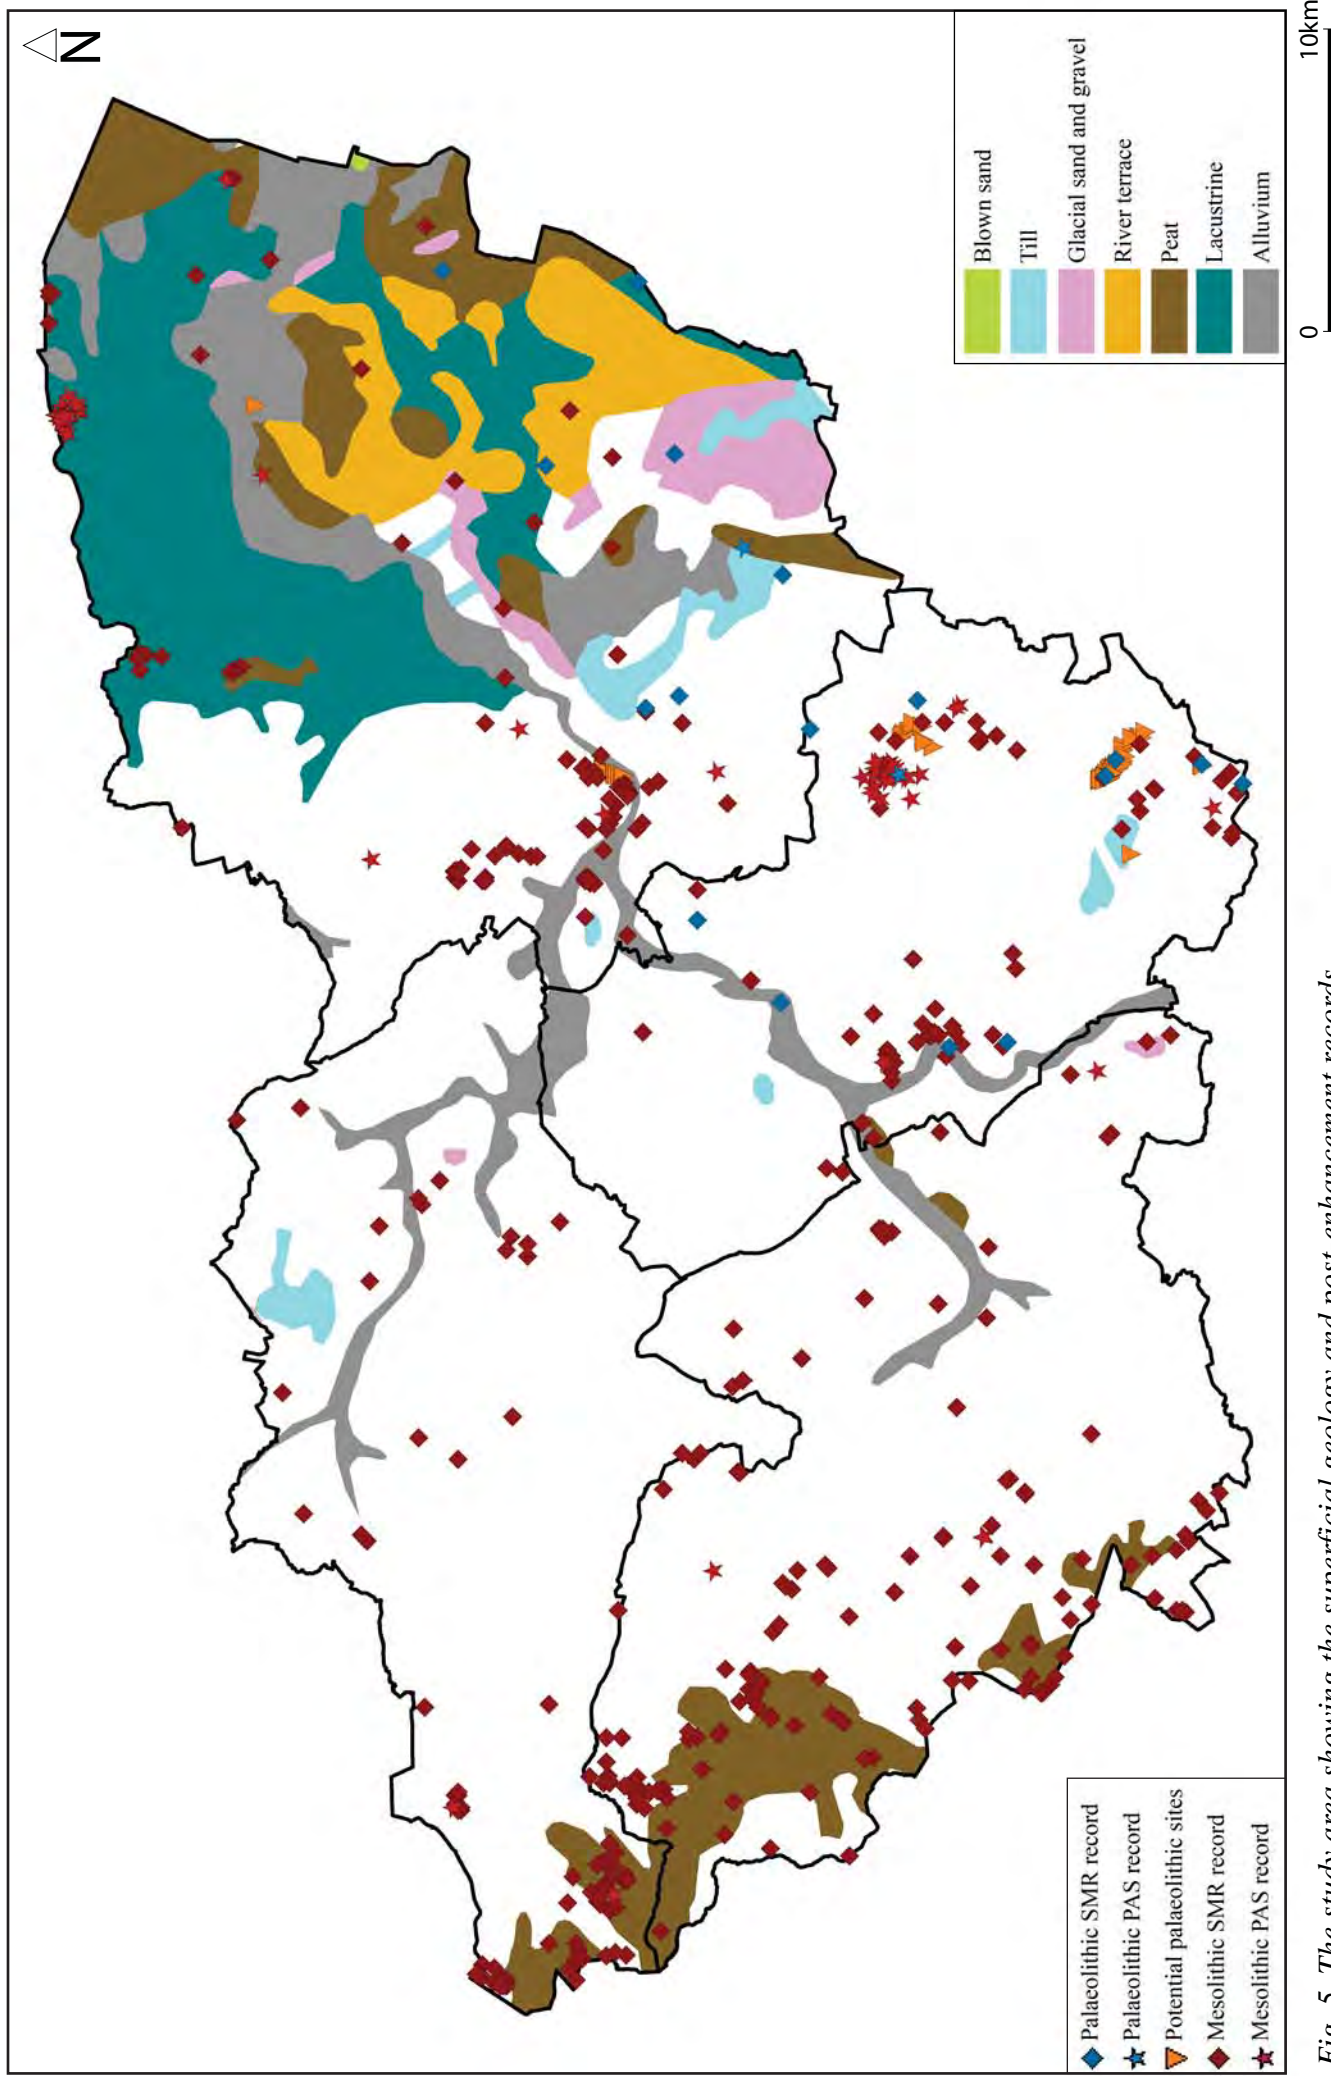 N
Blown sand
Till
Glacial sand and gravel
River terrace
Peat
Lacustrine
Alluvium
Palaeolithic SMR record
Palaeolithic PAS record
Potential palaeolithic sites
Mesolithic SMR record
Mesolithic PAS record
0 10km
Fig. 5 The study area showing the superficial geology and post-enhancement records